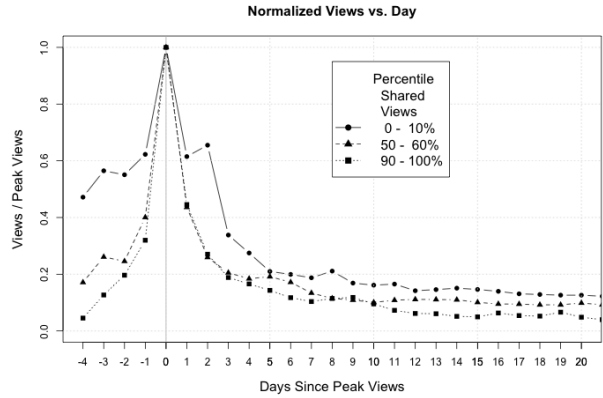 Normalized Views vs. Day
Views / Peak Views
1.0
0.8
0.6
0.4
0.2
0.0
Percentile
Shared
Views
0 - 10%
50 - 60%
90 - 100%
-4 -3 -2 -1 0 1 2 3 4 5 6 7 8 9 10 11 12 13 14 15 16 17 18 19 20
Days Since Peak Views